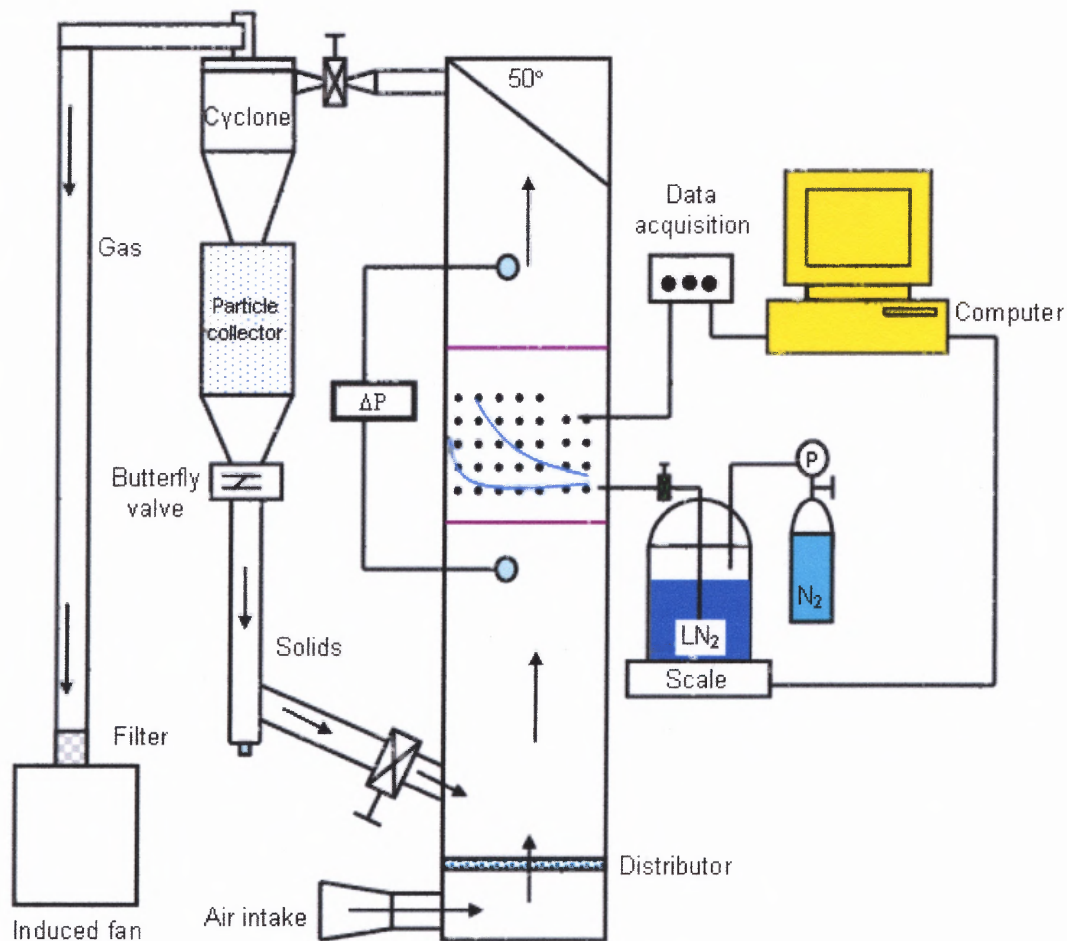 50°
Cyclone
Data
acquisition
Gas
Particle
collector
Computer
ΔP
P
Butterfly
valve
N₂
LN₂
Solids
Scale
Filter
Distributor
Air intake
Induced fan